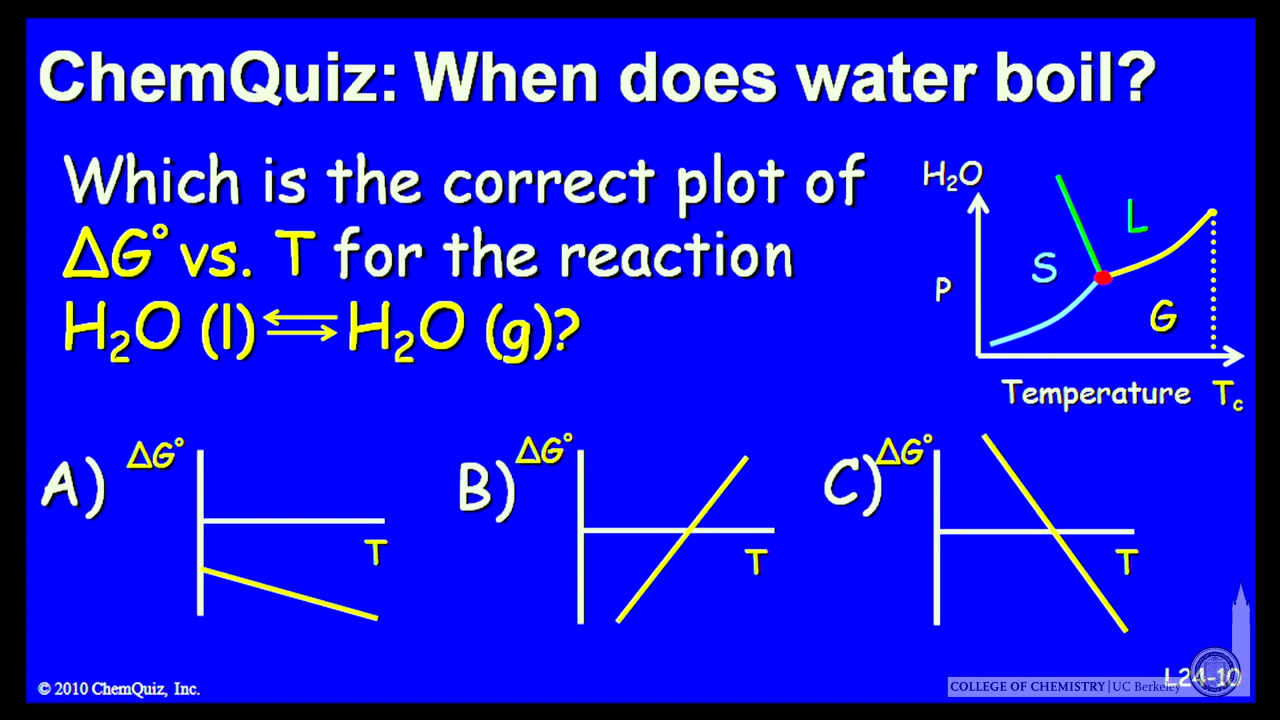 ChemQuiz: When does water boil?
Which is the correct plot of
ΔG° vs. T for the reaction
H₂O (l) ⇌ H₂O (g)?
H₂O
P
S
L
G
Temperature T꜀
A) ΔG°
T
B) ΔG°
T
C) ΔG°
T
© 2010 ChemQuiz, Inc.
L24-10
COLLEGE OF CHEMISTRY | UC Berkeley